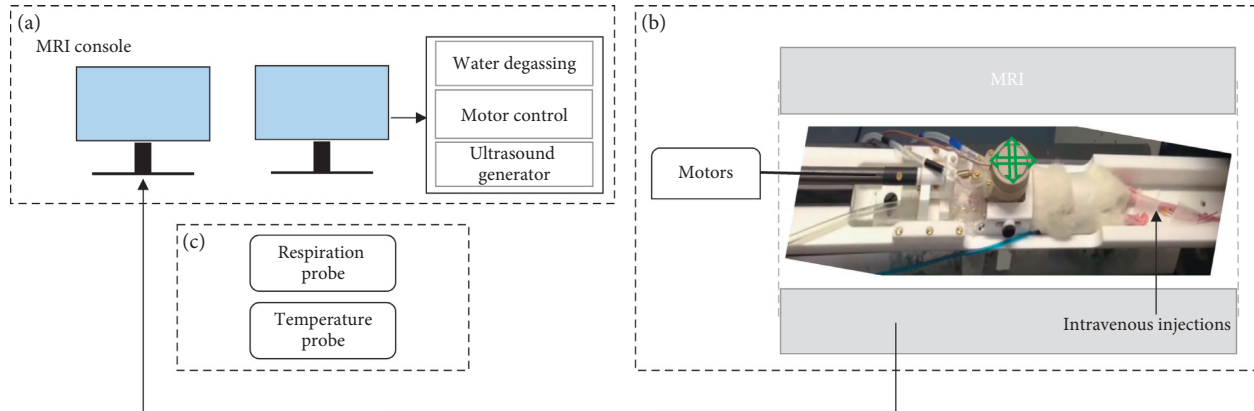 (a)
MRI console
Water degassing
Motor control
Ultrasound
generator
(b)
MRI
Motors
Intravenous injections
(c)
Respiration
probe
Temperature
probe